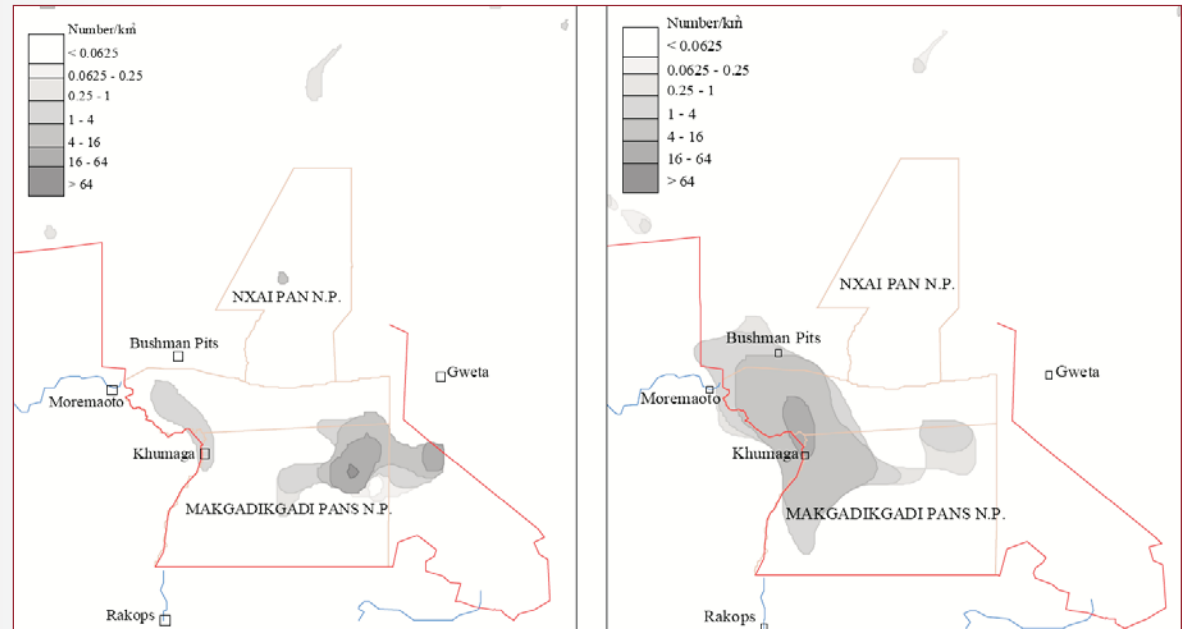 Number/km²
< 0.0625
0.0625 - 0.25
0.25 - 1
1 - 4
4 - 16
16 - 64
> 64
NXAI PAN N.P.
Bushman Pits
Gweta
Moremaoto
Khumaga
MAKGADIKGADI PANS N.P.
Rakops
Number/km²
< 0.0625
0.0625 - 0.25
0.25 - 1
1 - 4
4 - 16
16 - 64
> 64
NXAI PAN N.P.
Bushman Pits
Gweta
Moremaoto
Khumaga
MAKGADIKGADI PANS N.P.
Rakops